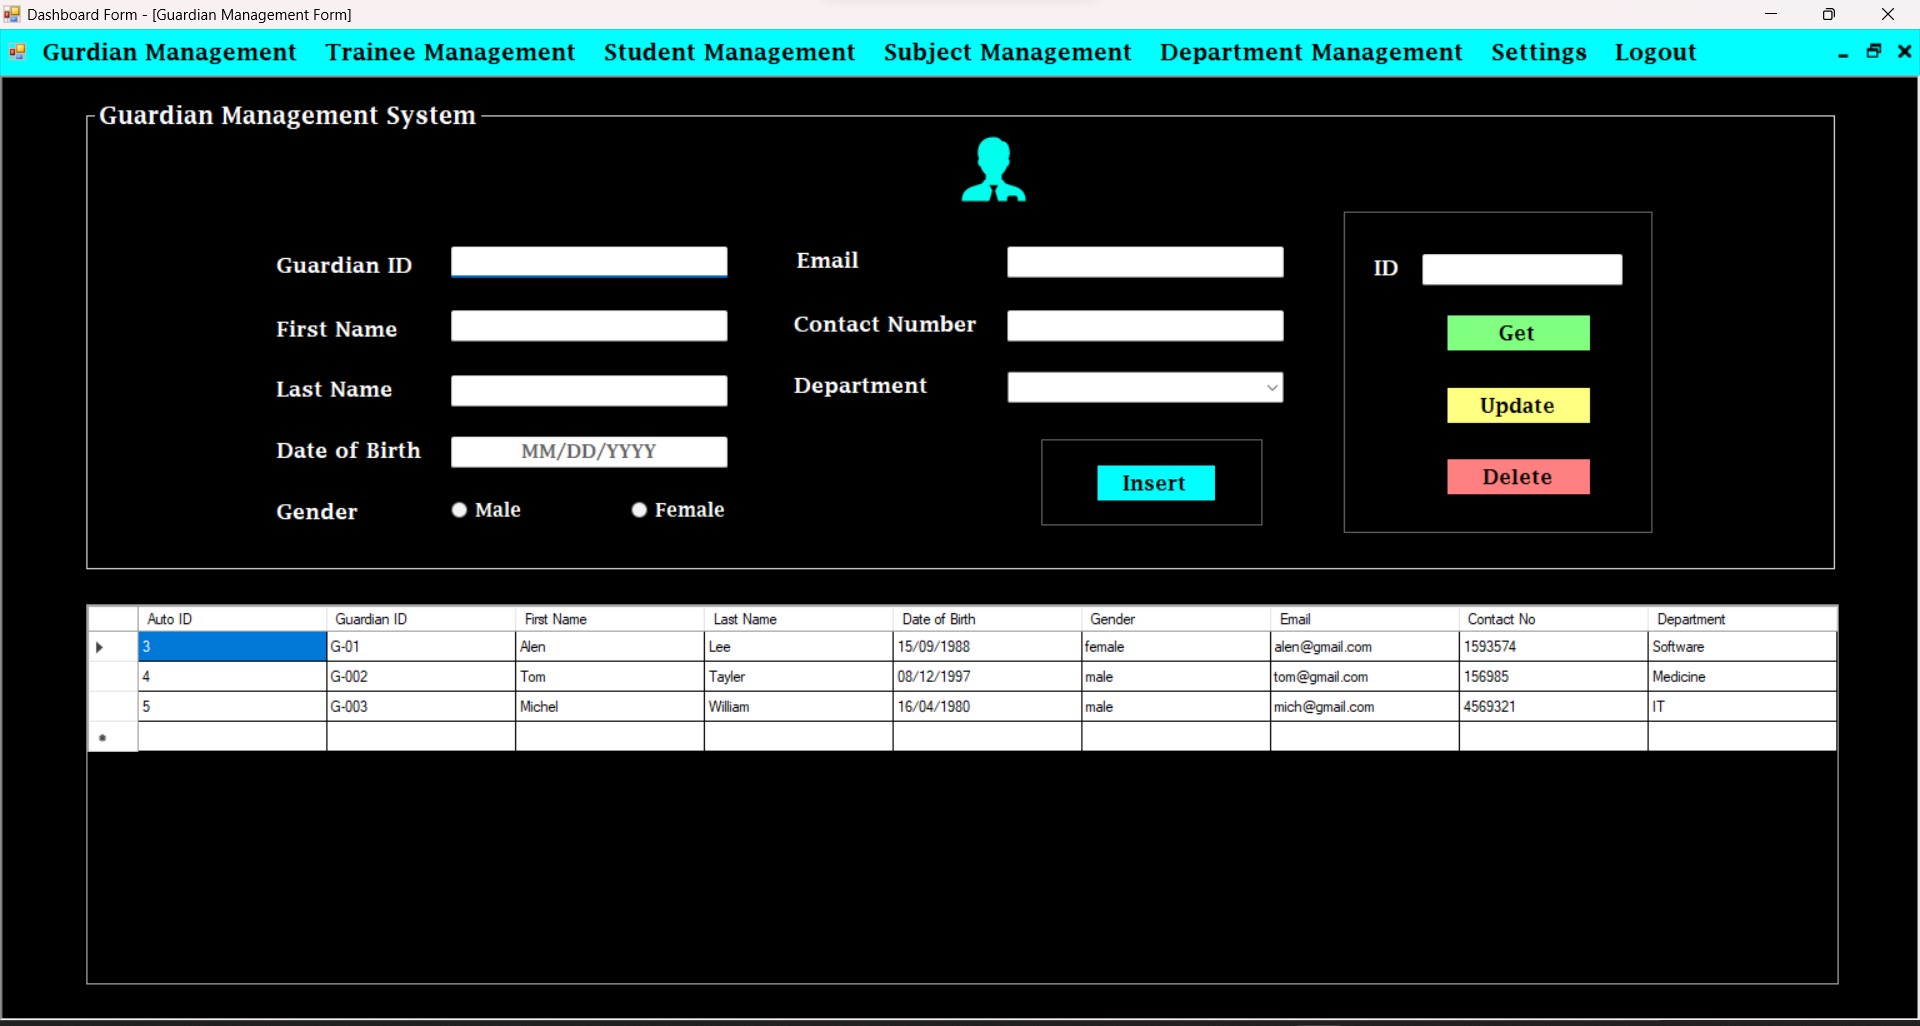 Dashboard Form - [Guardian Management Form]
Gurdian Management Trainee Management Student Management Subject Management Department Management Settings Logout
Guardian Management System
Guardian ID
First Name
Last Name
Date of Birth MM/DD/YYYY
Gender Male Female
Email
Contact Number
Department
Insert
ID
Get
Update
Delete
Auto ID Guardian ID First Name Last Name Date of Birth Gender Email Contact No Department
3 G-01 Alen Lee 15/09/1988 female alen@gmail.com 1593574 Software
4 G-002 Tom Tayler 08/12/1997 male tom@gmail.com 156985 Medicine
5 G-003 Michel William 16/04/1980 male mich@gmail.com 4569321 IT